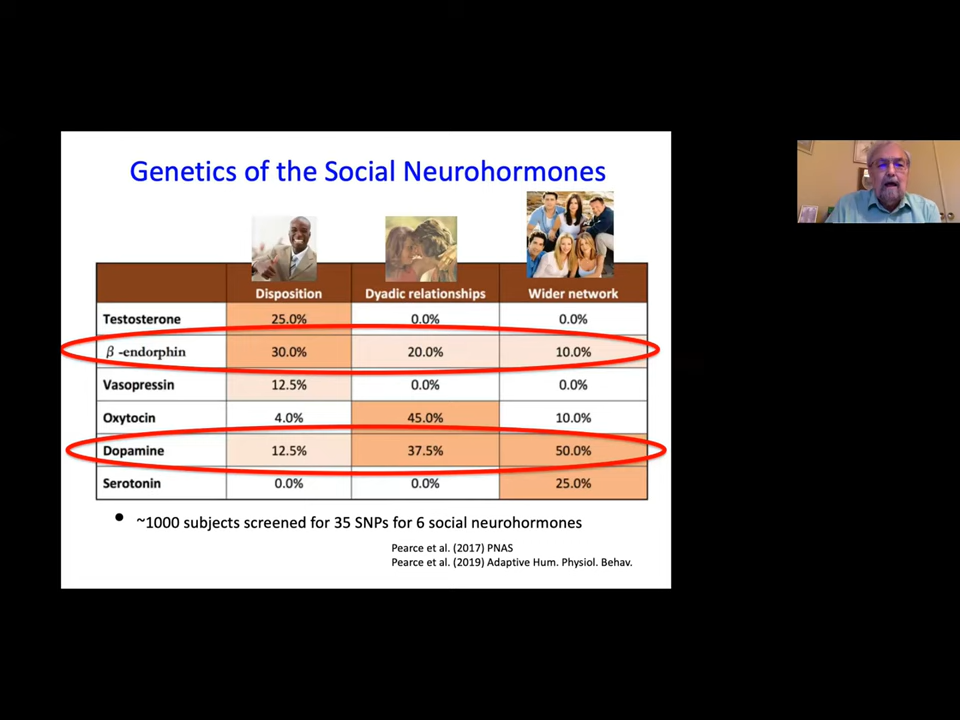 Genetics of the Social Neurohormones
Disposition Dyadic relationships Wider network
Testosterone 25.0% 0.0% 0.0%
β -endorphin 30.0% 20.0% 10.0%
Vasopressin 12.5% 0.0% 0.0%
Oxytocin 4.0% 45.0% 10.0%
Dopamine 12.5% 37.5% 50.0%
Serotonin 0.0% 0.0% 25.0%
• ~1000 subjects screened for 35 SNPs for 6 social neurohormones
Pearce et al. (2017) PNAS
Pearce et al. (2019) Adaptive Hum. Physiol. Behav.